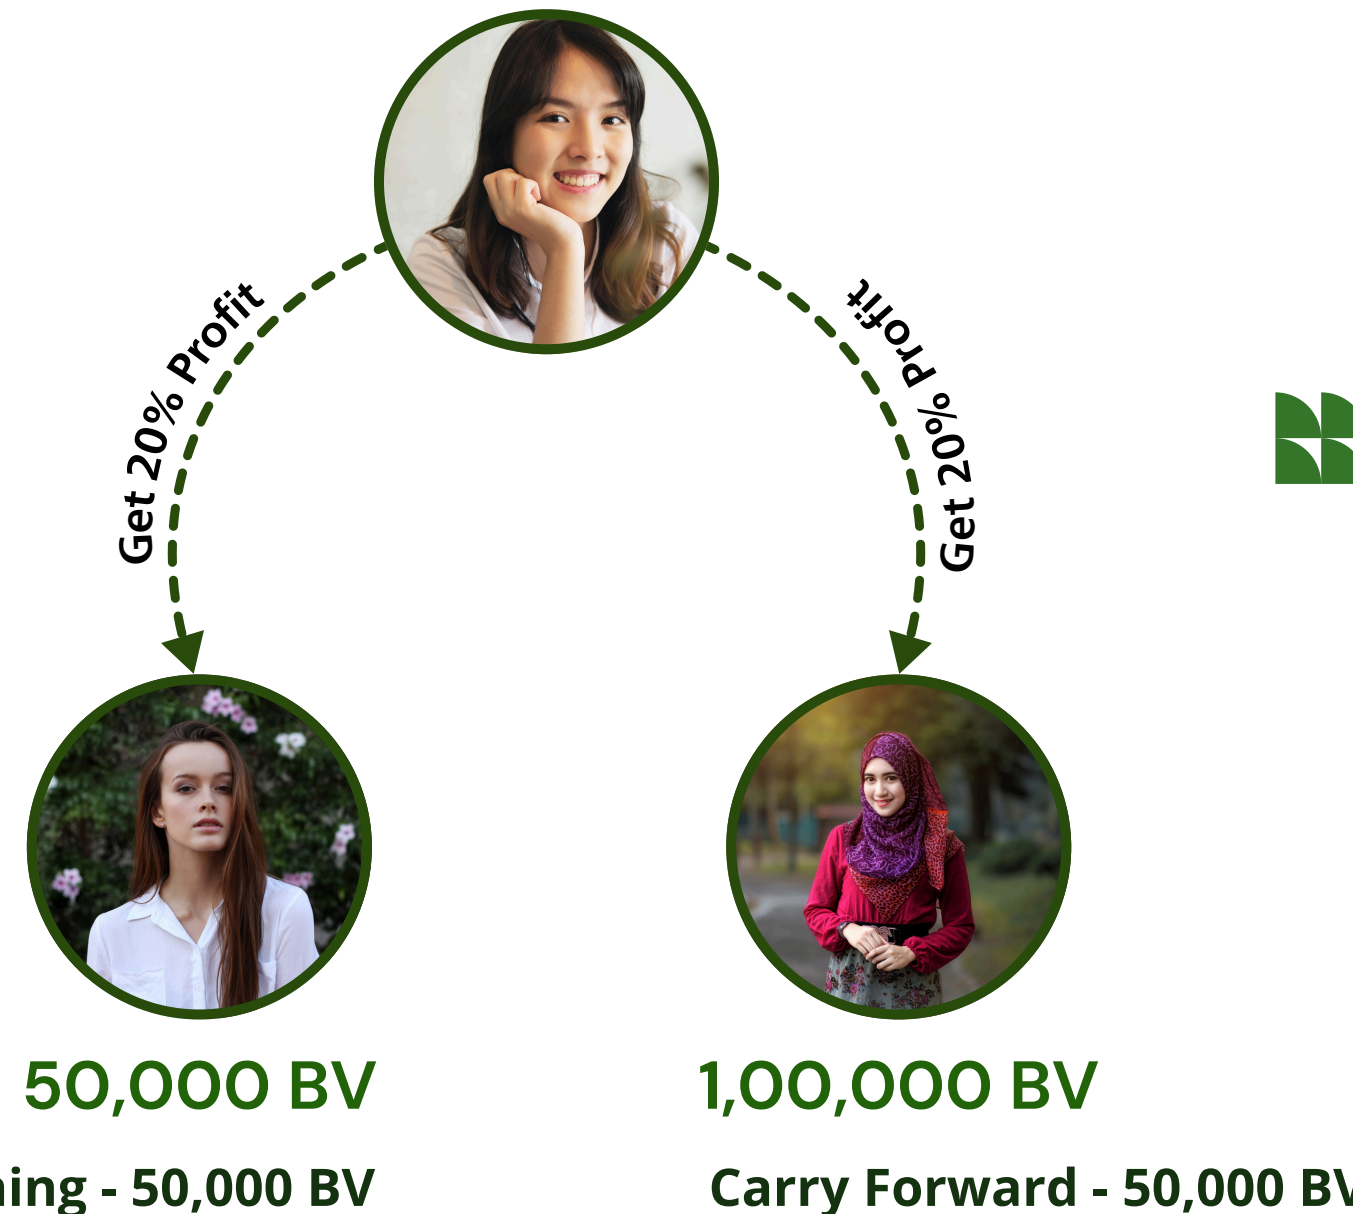 Get 20% Profit
Get 20% Profit
50,000 BV
1,00,000 BV
- 50,000 BV
Carry Forward - 50,000 BV